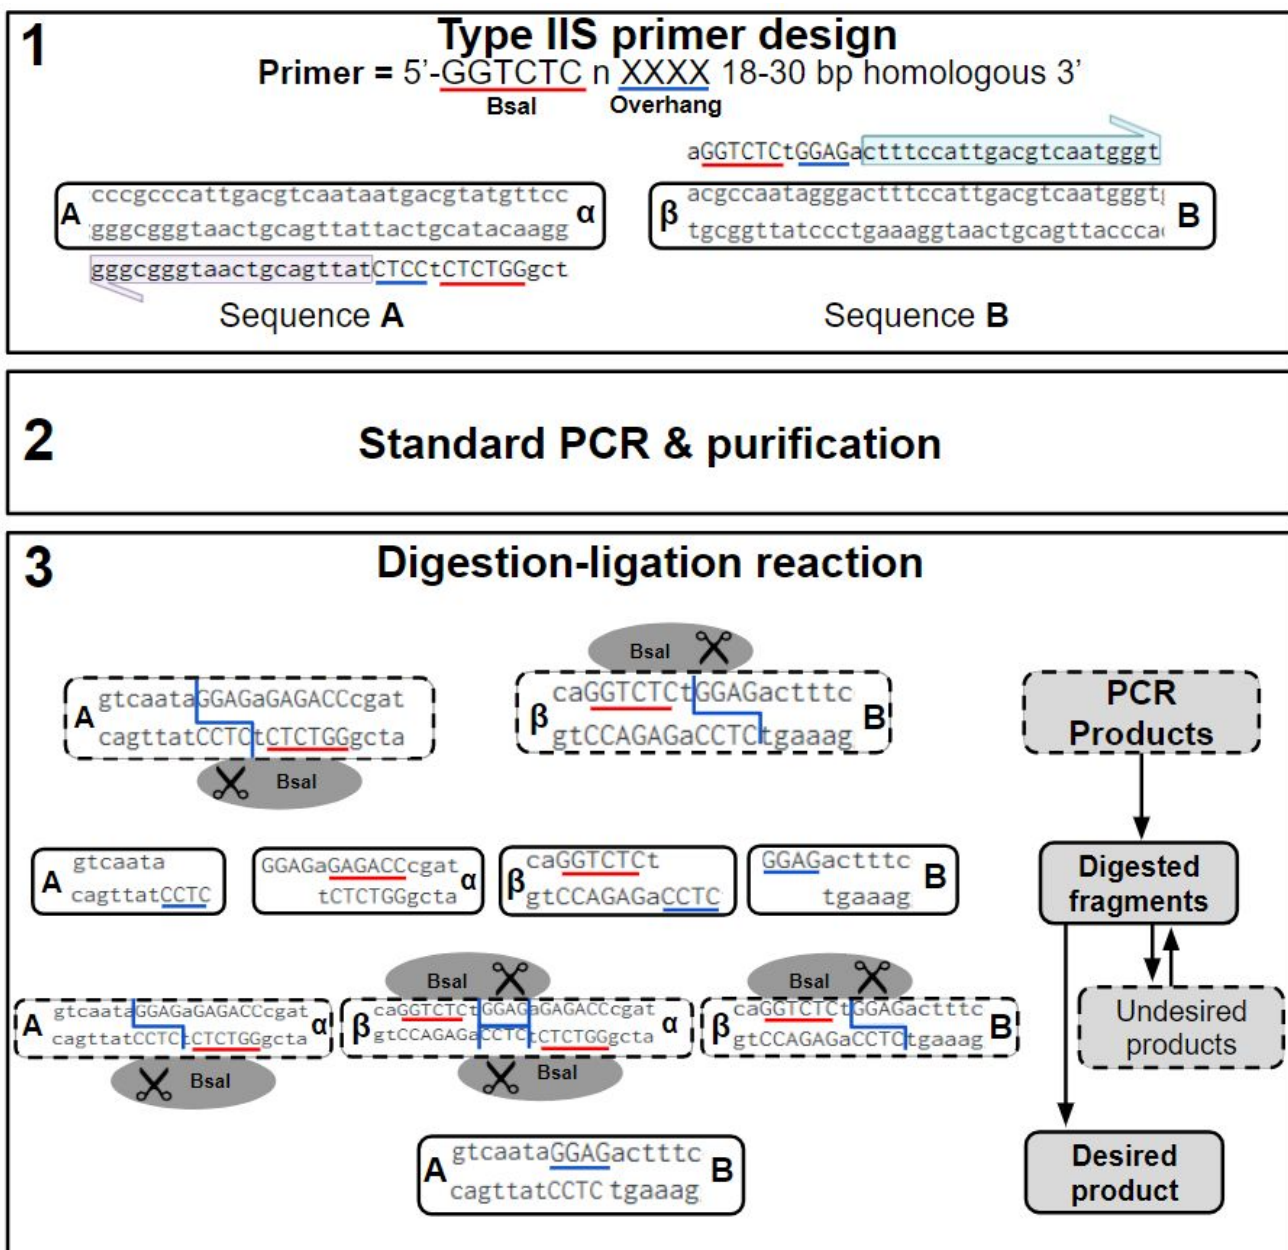 1
Type IIS primer design
Primer = 5'-GGTCTC n XXXX 18-30 bp homologous 3'
BsaI
Overhang
aGGTCTCtGGAGactttccattgacgtcaatgggt
A
cccgcccattgacgtcaataatgacgtatgttcc
gggcgggtaactgcagttattactgcatacaagg
α
β
acgccaatagggactttccattgacgtcaatgggt
tgcggttatccctgaaaggtaactgcagttaccca
B
gggcgggtaactgcagttatCTCCtCTCTGGgct
Sequence A
Sequence B
2
Standard PCR & purification
3
Digestion-ligation reaction
BsaI
A
gtcaataGGAGaGAGACCcgat
cagttatCCTCtCTCTGGgcta
BsaI
β
caGGTCTCtGGAGactttc
gtCCAGAGaCCTCtgaaag
B
PCR
Products
A
gtcaata
cagttatCCTC
GGAGaGAGACCcgat
tCTCTGGgcta
α
β
caGGTCTCt
gtCCAGAGaCCTC
GGAGactttc
tgaaag
B
Digested
fragments
BsaI
BsaI
A
gtcaataGGAGaGAGACCcgat
cagttatCCTCtCTCTGGgcta
α
β
caGGTCTCtGGAGaGAGACCcgat
gtCCAGAGaCCTCtCTCTGGgcta
α
caGGTCTCtGGAGactttc
gtCCAGAGaCCTCtgaaag
B
BsaI
BsaI
Undesired
products
A
gtcaataGGAGactttc
cagttatCCTC tgaaag
B
Desired
product